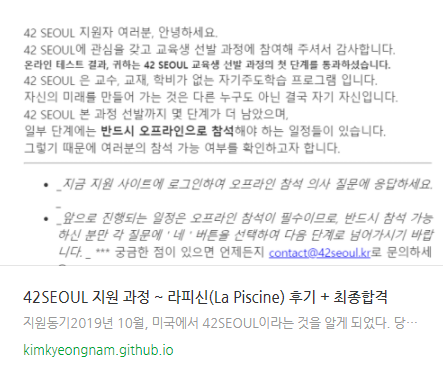 42 SEOUL 지원자 여러분, 안녕하세요.
42 SEOUL에 관심을 갖고 교육생 선발 과정에 참여해 주셔서 감사합니다.
온라인 테스트 결과, 귀하는 42 SEOUL 교육생 선발 과정의 첫 단계를 통과하셨습니다.
42 SEOUL 은 교수, 교재, 학비가 없는 자기주도학습 프로그램 입니다.
자신의 미래를 만들어 가는 것은 다른 누구도 아닌 결국 자기 자신입니다.
42 SEOUL 본 과정 선발까지 몇 단계가 더 남았으며,
일부 단계에는 반드시 오프라인으로 참석해야 하는 일정들이 있습니다.
그렇기 때문에 여러분의 참석 가능 여부를 확인하고자 합니다.
• _지금 지원 사이트에 로그인하여 오프라인 참석 의사 질문에 응답하세요.
_
• _앞으로 진행되는 일정은 오프라인 참석이 필수이므로, 반드시 참석 가능
하신 분만 각 질문에 ' 네 ' 버튼을 선택하여 다음 단계로 넘어가시기 바랍
니다. _ *** 궁금한 점이 있으면 언제든지 contact@42seoul.kr로 문의하세
42SEOUL 지원 과정 ~ 라피신(La Piscine) 후기 + 최종합격
지원동기2019년 10월, 미국에서 42SEOUL이라는 것을 알게 되었다. 당…
kimkyeongnam.github.io